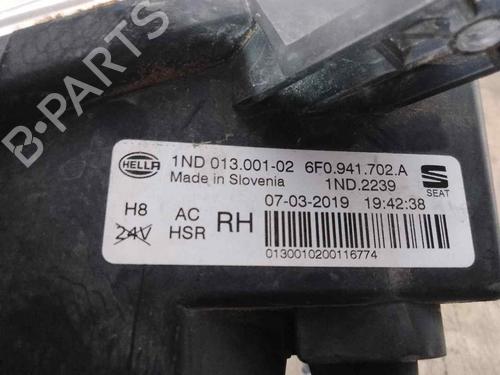 HELLA 1ND 013.001-02 6F0.941.702.A
Made in Slovenia 1ND.2239
SEAT
07-03-2019 19:42:38
H8 AC RH
24V HSR
0130010200116774
B-PARTS